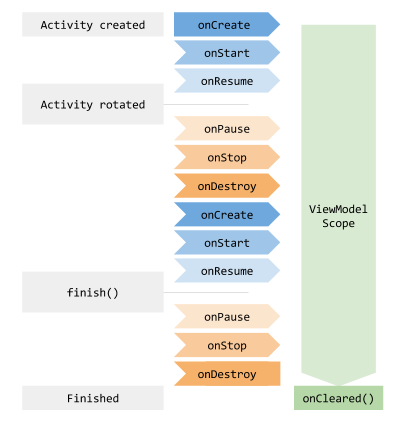 Activity created
onCreate
onStart
onResume
Activity rotated
onPause
onStop
onDestroy
onCreate
onStart
onResume
finish()
onPause
onStop
onDestroy
Finished
ViewModel
Scope
onCleared()